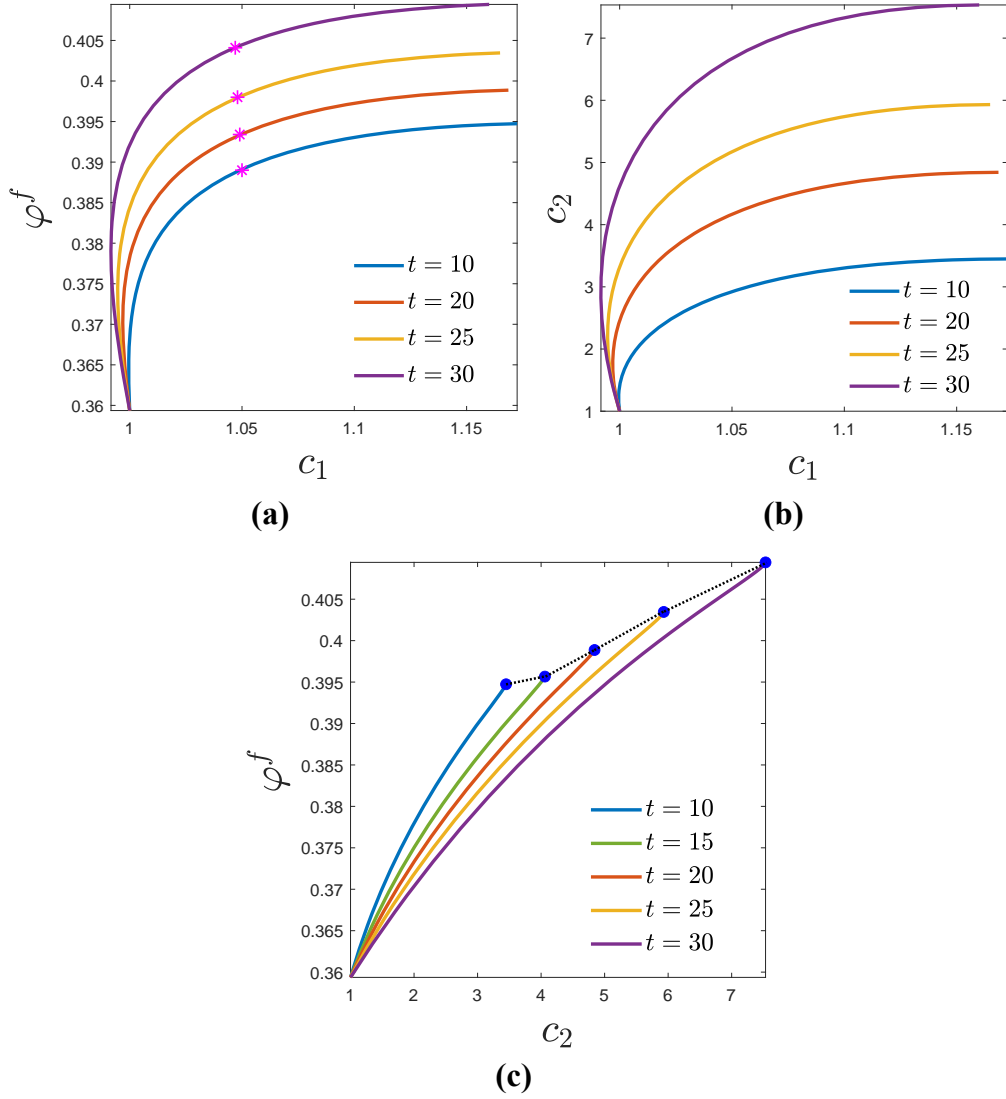 0.405
0.4
0.395
0.39
0.385
0.38
0.375
0.37
0.365
0.36
φ^f
1
1.05
1.1
1.15
c₁
t = 10
t = 20
t = 25
t = 30
(a)
7
6
5
4
3
2
1
c₂
1
1.05
1.1
1.15
c₁
t = 10
t = 20
t = 25
t = 30
(b)
0.405
0.4
0.395
0.39
0.385
0.38
0.375
0.37
0.365
0.36
φ^f
1
2
3
4
5
6
7
c₂
t = 10
t = 15
t = 20
t = 25
t = 30
(c)